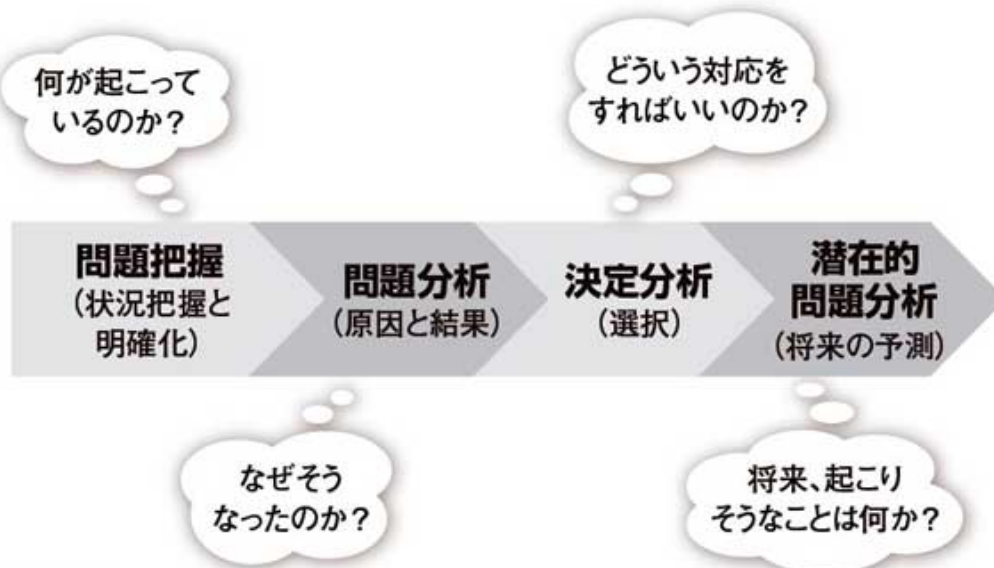 何が起こって
いるのか？
どういう対応を
すればいいのか？
問題把握
（状況把握と
明確化）
問題分析
（原因と結果）
決定分析
（選択）
潜在的
問題分析
（将来の予測）
なぜそう
なったのか？
将来、起こり
そうなことは何か？